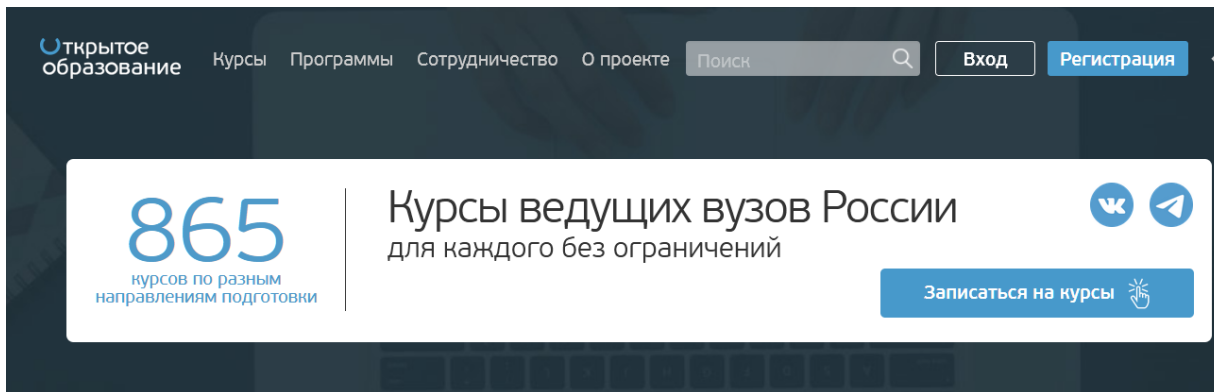 Открытое
образование
Курсы Программы Сотрудничество О проекте Поиск Вход Регистрация
865
курсов по разным
направлениям подготовки
Курсы ведущих вузов России
для каждого без ограничений
Записаться на курсы